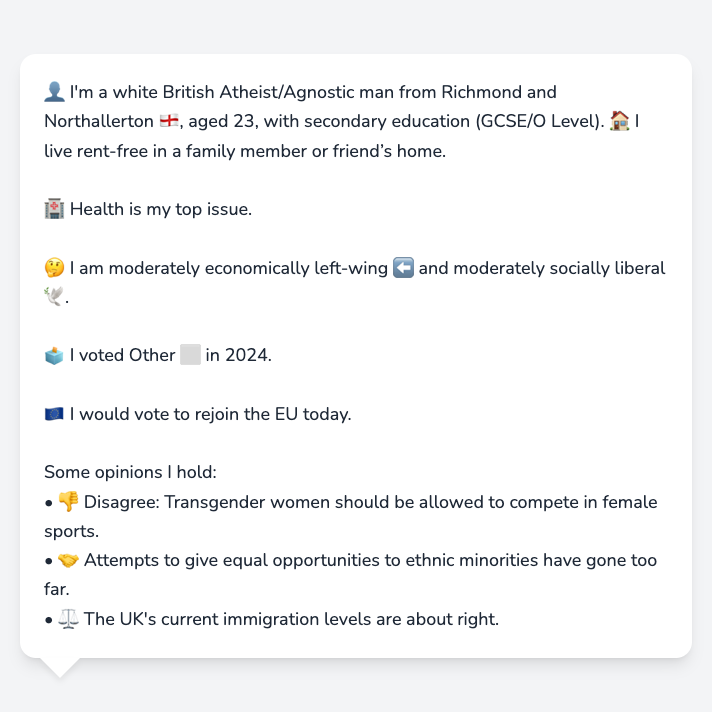 👤 I'm a white British Atheist/Agnostic man from Richmond and
Northallerton 🏴󠁧󠁢󠁥󠁮󠁧󠁿, aged 23, with secondary education (GCSE/O Level). 🏠 I
live rent-free in a family member or friend’s home.
🏥 Health is my top issue.
🤔 I am moderately economically left-wing ⬅️ and moderately socially liberal
🕊️.
🗳️ I voted Other ⬜ in 2024.
🇪🇺 I would vote to rejoin the EU today.
Some opinions I hold:
• 👎 Disagree: Transgender women should be allowed to compete in female
sports.
• 🤝 Attempts to give equal opportunities to ethnic minorities have gone too
far.
• ⚖️ The UK's current immigration levels are about right.